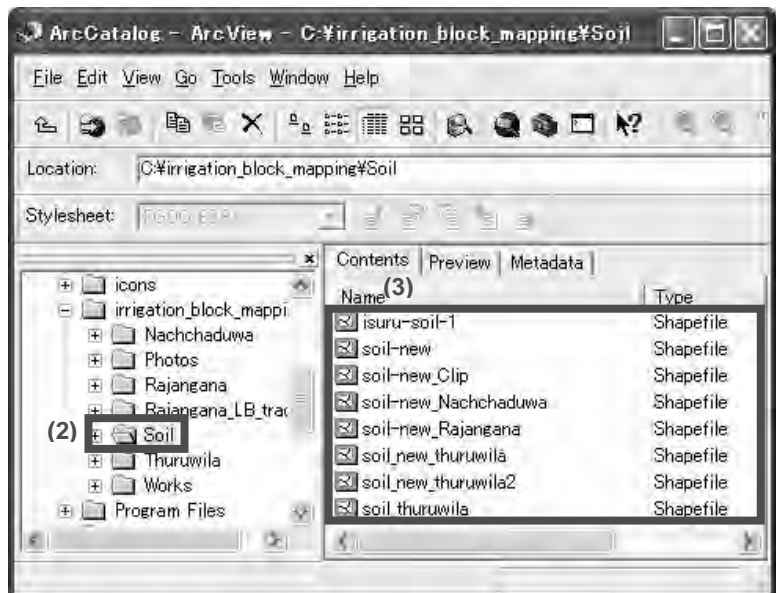 ArcCatalog - ArcView - C:¥irrigation_block_mapping¥Soil
File Edit View Go Tools Window Help
Location: C:¥irrigation_block_mapping¥Soil
Stylesheet:
Contents Preview Metadata
(3)
Name Type
icons
irrigation_block_mappi
Nachchaduwa
Photos
Rajangana
Rajangana_LB_trac
(2) Soil
Thuruwila
Works
Program Files
isuru-soil-1 Shapefile
soil-new Shapefile
soil-new_Clip Shapefile
soil-new_Nachchaduwa Shapefile
soil-new_Rajangana Shapefile
soil_new_thuruwila Shapefile
soil_new_thuruwila2 Shapefile
soil_thuruwila Shapefile